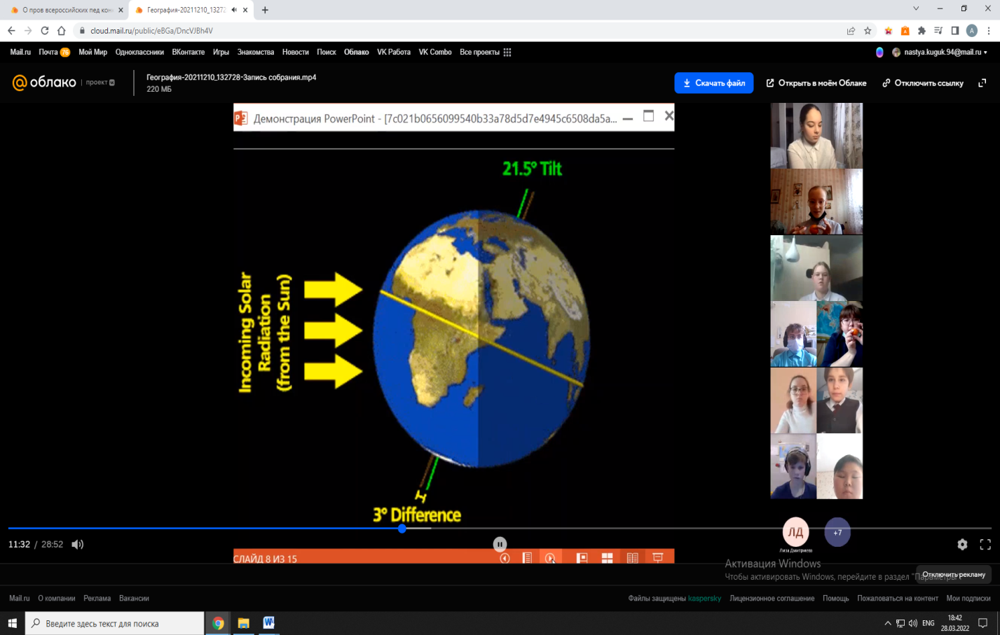 О пров всероссийских пед кон
География-20211210_1327
cloud.mail.ru/public/eBGa/DncVJBh4V
A
Mail.ru Почта 76 Мой Мир Одноклассники ВКонтакте Игры Знакомства Новости Поиск Облако VK Работа VK Combo Все проекты
nastya.kuguk.94@mail.ru
облако проект
География-20211210_132728-Запись собрания.mp4
220 МБ
Скачать файл Открыть в моём Облаке Отключить ссылку
Демонстрация PowerPoint - [7c021b0656099540b33a78d5d7e4945c6508da5a...
21.5° Tilt
Incoming Solar
Radiation
(from the Sun)
3° Difference
11:32 / 28:52
ЛД
+7
Лиза Дмитриева
СЛАЙД 8 ИЗ 15
Активация Windows
Чтобы активировать Windows, перейдите в раздел "Параметры".
Отключить рекламу
Mail.ru О компании Реклама Вакансии
Файлы защищены kaspersky Лицензионное соглашение Помощь Пожаловаться на контент Мои подписки
Введите здесь текст для поиска
ENG
18:42
28.03.2022